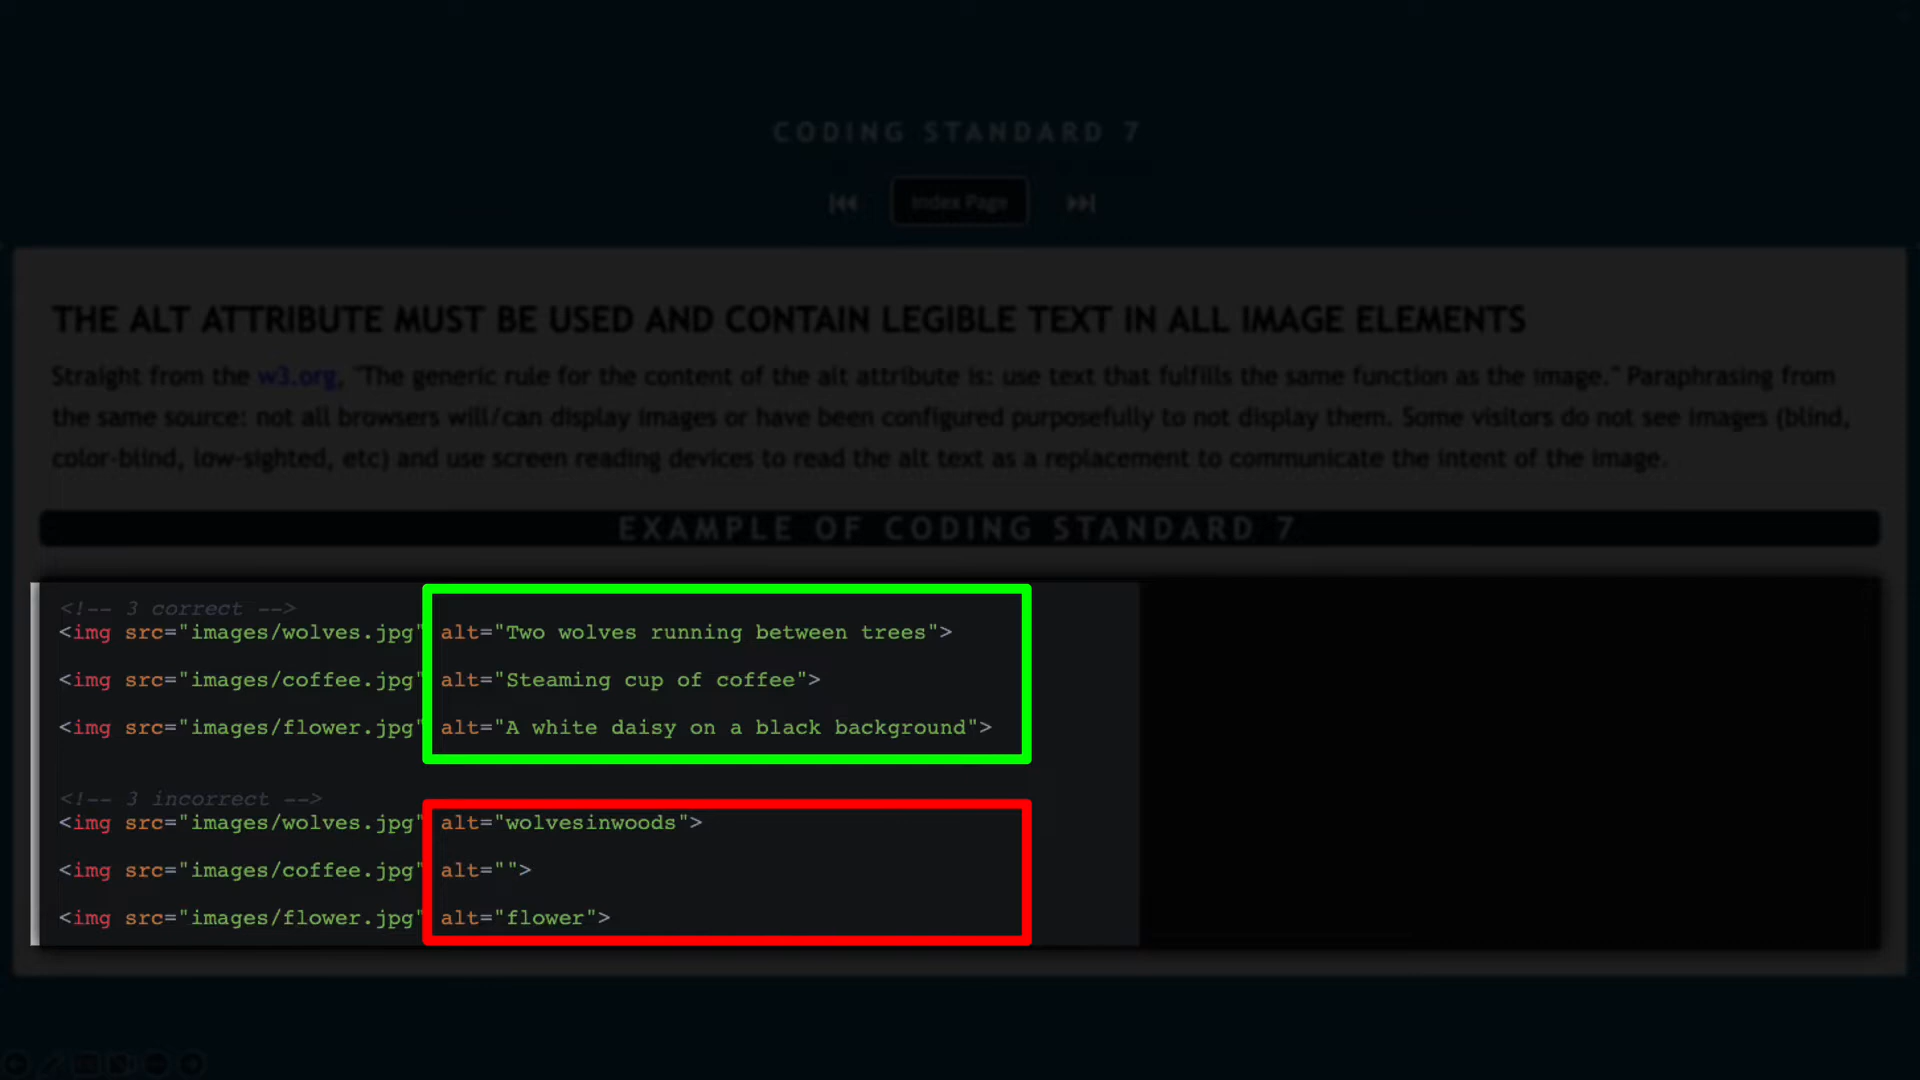 CODING STANDARD 7
Index Page
THE ALT ATTRIBUTE MUST BE USED AND CONTAIN LEGIBLE TEXT IN ALL IMAGE ELEMENTS
Straight from the w3.org, "The generic rule for the content of the alt attribute is: use text that fulfills the same function as the image." Paraphrasing from
the same source: not all browsers will/can display images or have been configured purposefully to not display them. Some visitors do not see images (blind,
color-blind, low-sighted, etc) and use screen reading devices to read the alt text as a replacement to communicate the intent of the image.
EXAMPLE OF CODING STANDARD 7
<!-- 3 correct -->
<img src="images/wolves.jpg" alt="Two wolves running between trees">
<img src="images/coffee.jpg" alt="Steaming cup of coffee">
<img src="images/flower.jpg" alt="A white daisy on a black background">
<!-- 3 incorrect -->
<img src="images/wolves.jpg" alt="wolvesinwoods">
<img src="images/coffee.jpg" alt="">
<img src="images/flower.jpg" alt="flower">